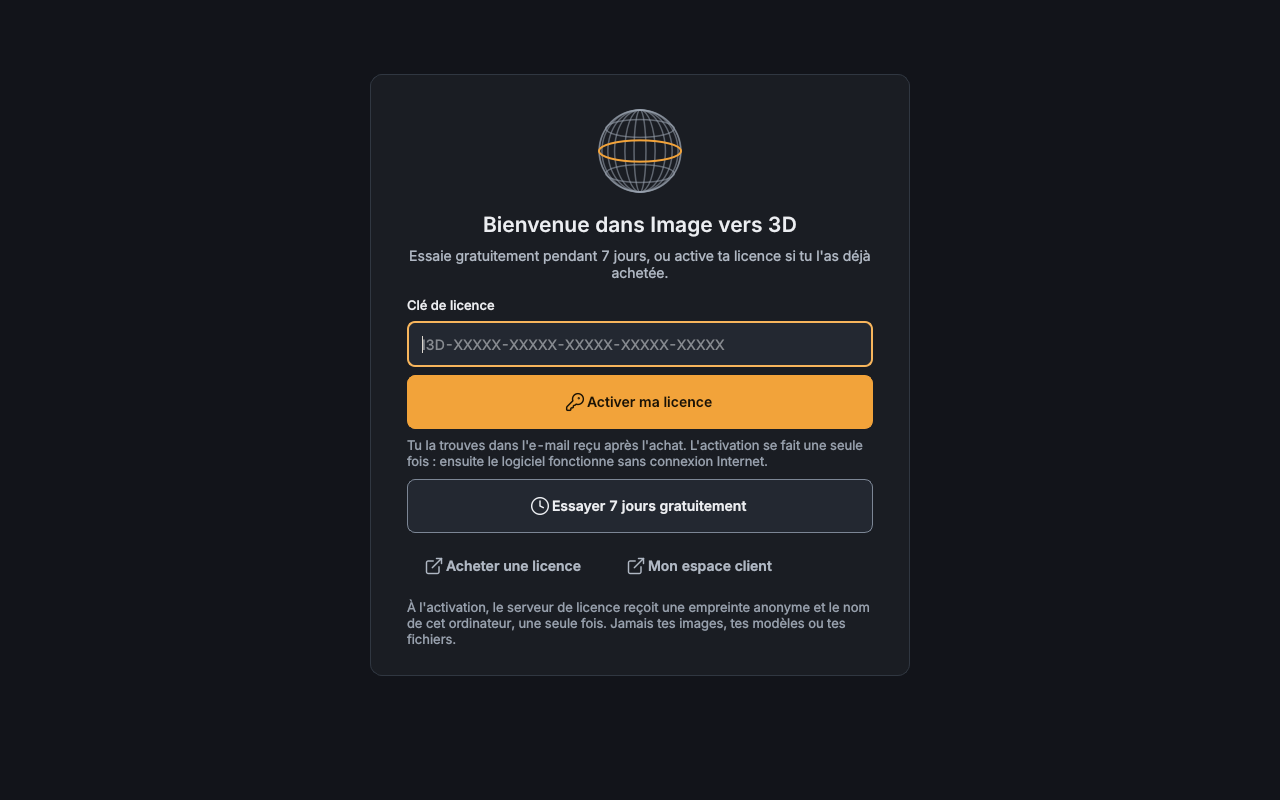 Bienvenue dans Image vers 3D
Essaie gratuitement pendant 7 jours, ou active ta licence si tu l'as déjà
achetée.
Clé de licence
I3D-XXXXX-XXXXX-XXXXX-XXXXX-XXXXX
Activer ma licence
Tu la trouves dans l'e-mail reçu après l'achat. L'activation se fait une seule
fois : ensuite le logiciel fonctionne sans connexion Internet.
Essayer 7 jours gratuitement
Acheter une licence
Mon espace client
À l'activation, le serveur de licence reçoit une empreinte anonyme et le nom
de cet ordinateur, une seule fois. Jamais tes images, tes modèles ou tes
fichiers.